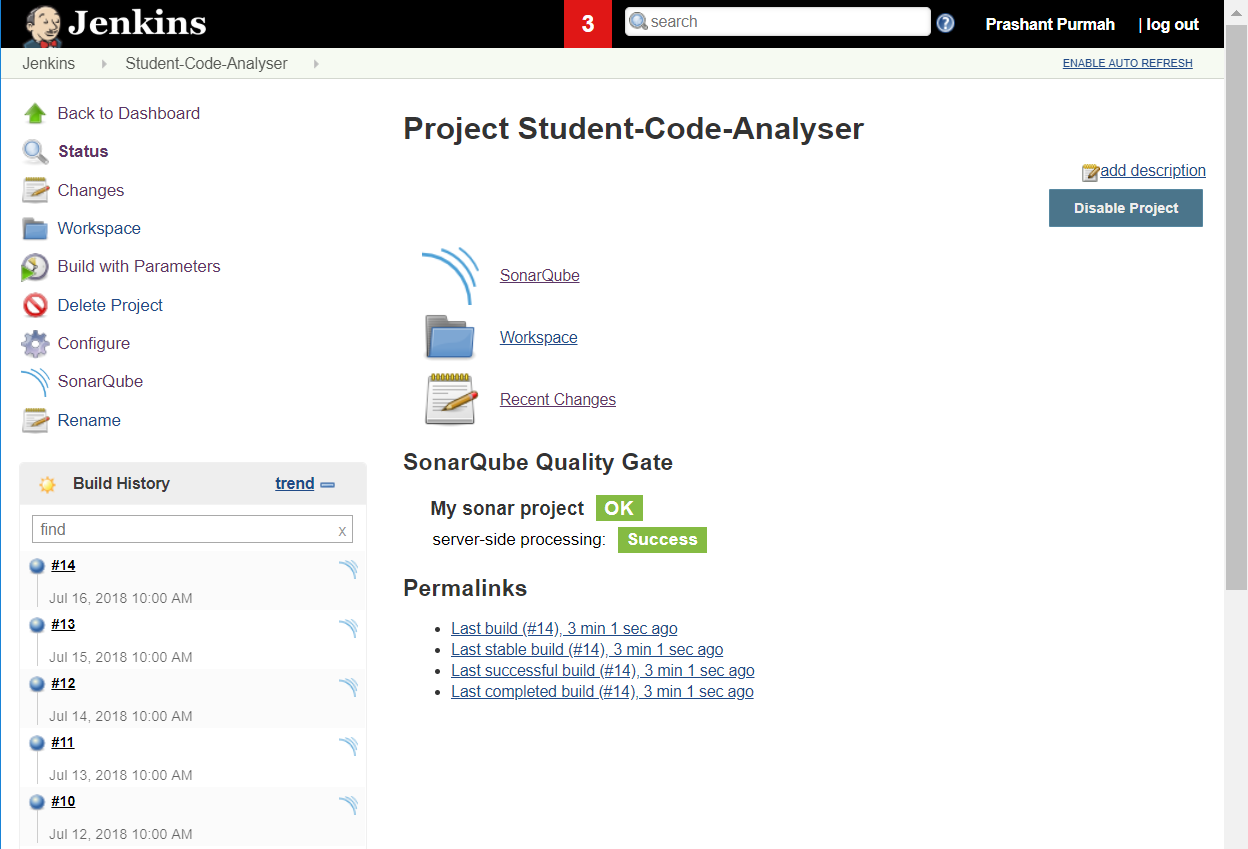 Jenkins
3
search
?
Prashant Purmah
| log out
Jenkins
Student-Code-Analyser
ENABLE AUTO REFRESH
Back to Dashboard
Status
Changes
Workspace
Build with Parameters
Delete Project
Configure
SonarQube
Rename
Build History
trend
find
x
#14
Jul 16, 2018 10:00 AM
#13
Jul 15, 2018 10:00 AM
#12
Jul 14, 2018 10:00 AM
#11
Jul 13, 2018 10:00 AM
#10
Jul 12, 2018 10:00 AM
Project Student-Code-Analyser
add description
Disable Project
SonarQube
Workspace
Recent Changes
SonarQube Quality Gate
My sonar project OK
server-side processing: Success
Permalinks
Last build (#14), 3 min 1 sec ago
Last stable build (#14), 3 min 1 sec ago
Last successful build (#14), 3 min 1 sec ago
Last completed build (#14), 3 min 1 sec ago